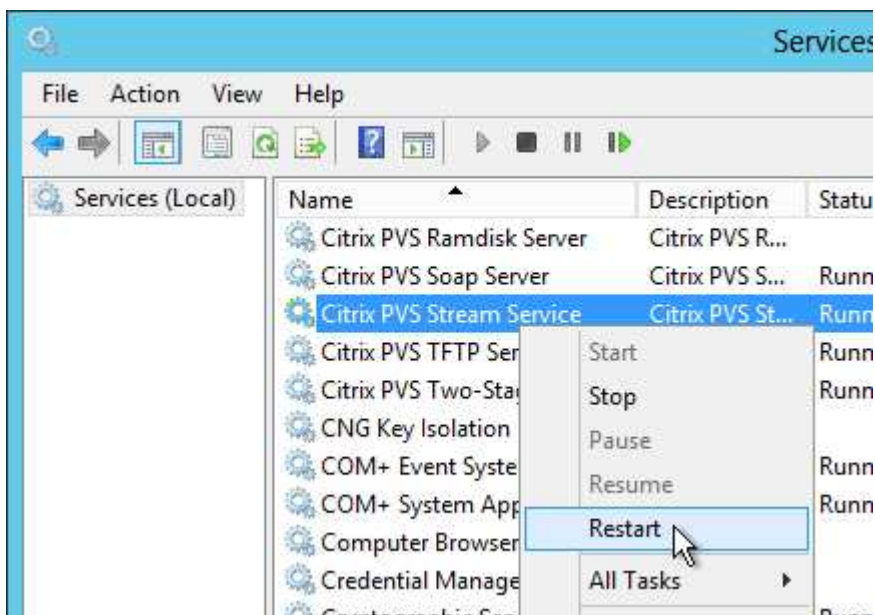 Services
File Action View Help
Services (Local)
Name Description Statu
Citrix PVS Ramdisk Server Citrix PVS R...
Citrix PVS Soap Server Citrix PVS S... Runn
Citrix PVS Stream Service Citrix PVS St... Runn
Citrix PVS TFTP Ser Start Runn
Citrix PVS Two-Sta Stop Runn
CNG Key Isolation Pause
COM+ Event Syste Resume Runn
COM+ System App Runn
Computer Browser Restart
Credential Manage All Tasks